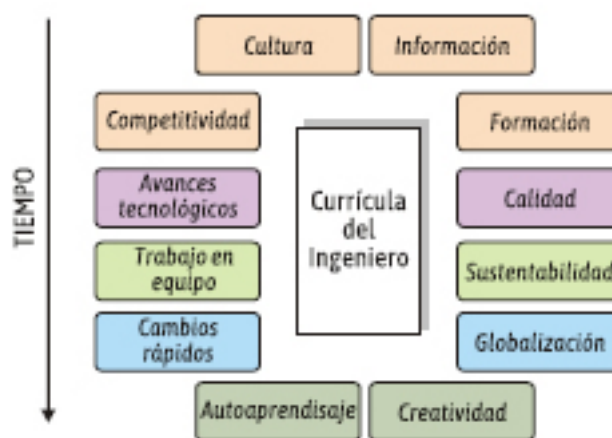 Cultura
Información
Competitividad
Formación
Avances
tecnológicos
Currícula
del
Ingeniero
Calidad
TIEMPO
Trabajo en
equipo
Sustentabilidad
Cambios
rápidos
Globalización
Autoaprendisaje
Creatividad